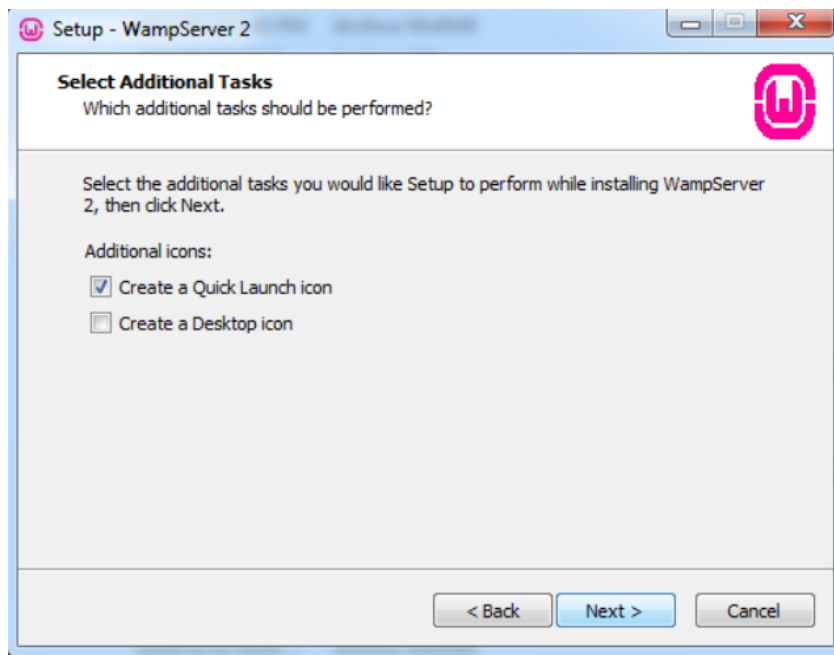 Setup - WampServer 2
Select Additional Tasks
Which additional tasks should be performed?
Select the additional tasks you would like Setup to perform while installing WampServer
2, then click Next.
Additional icons:
Create a Quick Launch icon
Create a Desktop icon
< Back Next > Cancel